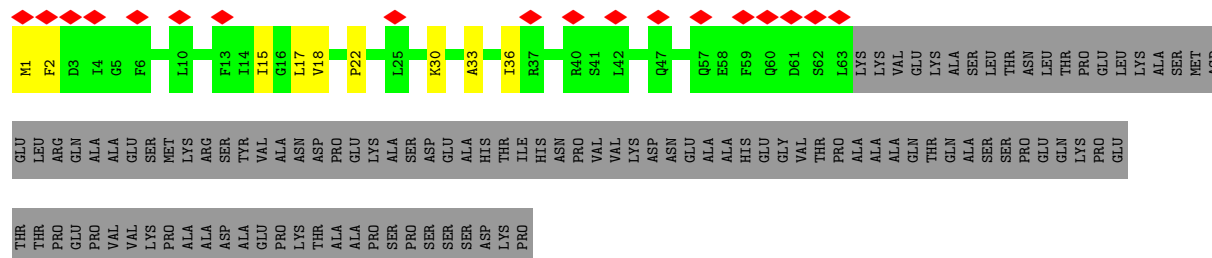 M1 F2 D3 I4 G5 F6 L10 F13 I14 I15 G16 L17 V18 P22 L25 K30 A33 I36 R37 R40 S41 L42 Q47 Q57 E58 F59 Q60 D61 S62 L63 LYS LYS VAL GLU LYS ALA SER LEU THR ASN LEU THR PRO GLU LEU LYS ALA SER MET ASP
GLU LEU ARG GLN ALA ALA GLU SER MET LYS ARG SER TYR VAL ALA ASN ASP PRO GLU LYS ALA SER ASP GLU ALA HIS THR ILE HIS ASN PRO VAL VAL LYS ASP ASN GLU ALA ALA HIS GLU GLY VAL THR PRO ALA ALA ALA ALA GLN THR GLN ALA SER SER PRO GLU GLN LYS PRO GLU
THR THR PRO GLU PRO VAL VAL LYS PRO ALA ALA ASP ALA GLU PRO LYS THR ALA ALA PRO SER PRO SER SER SER ASP LYS PRO